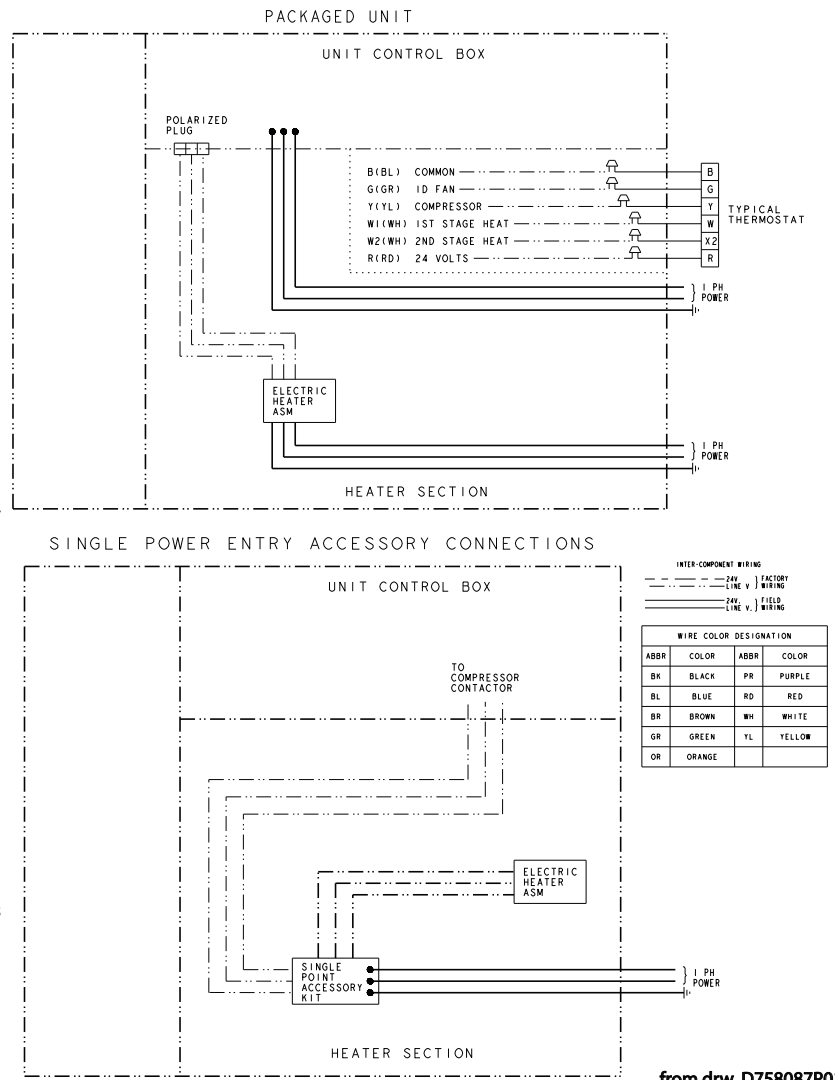 PACKAGED UNIT
UNIT CONTROL BOX
POLARIZED
PLUG
B(BL) COMMON B
G(GR) ID FAN G
Y(YL) COMPRESSOR Y
W1(WH) 1ST STAGE HEAT W
W2(WH) 2ND STAGE HEAT X2
R(RD) 24 VOLTS R
TYPICAL
THERMOSTAT
1 PH
POWER
ELECTRIC
HEATER
ASM
1 PH
POWER
HEATER SECTION
SINGLE POWER ENTRY ACCESSORY CONNECTIONS
UNIT CONTROL BOX
TO
COMPRESSOR
CONTACTOR
ELECTRIC
HEATER
ASM
SINGLE
POINT
ACCESSORY
KIT
1 PH
POWER
HEATER SECTION
INTER-COMPONENT WIRING
24V FACTORY
LINE V WIRING
24V. FIELD
LINE V. WIRING
WIRE COLOR DESIGNATION
ABBR COLOR ABBR COLOR
BK BLACK PR PURPLE
BL BLUE RD RED
BR BROWN WH WHITE
GR GREEN YL YELLOW
OR ORANGE
from drw. D758087P0